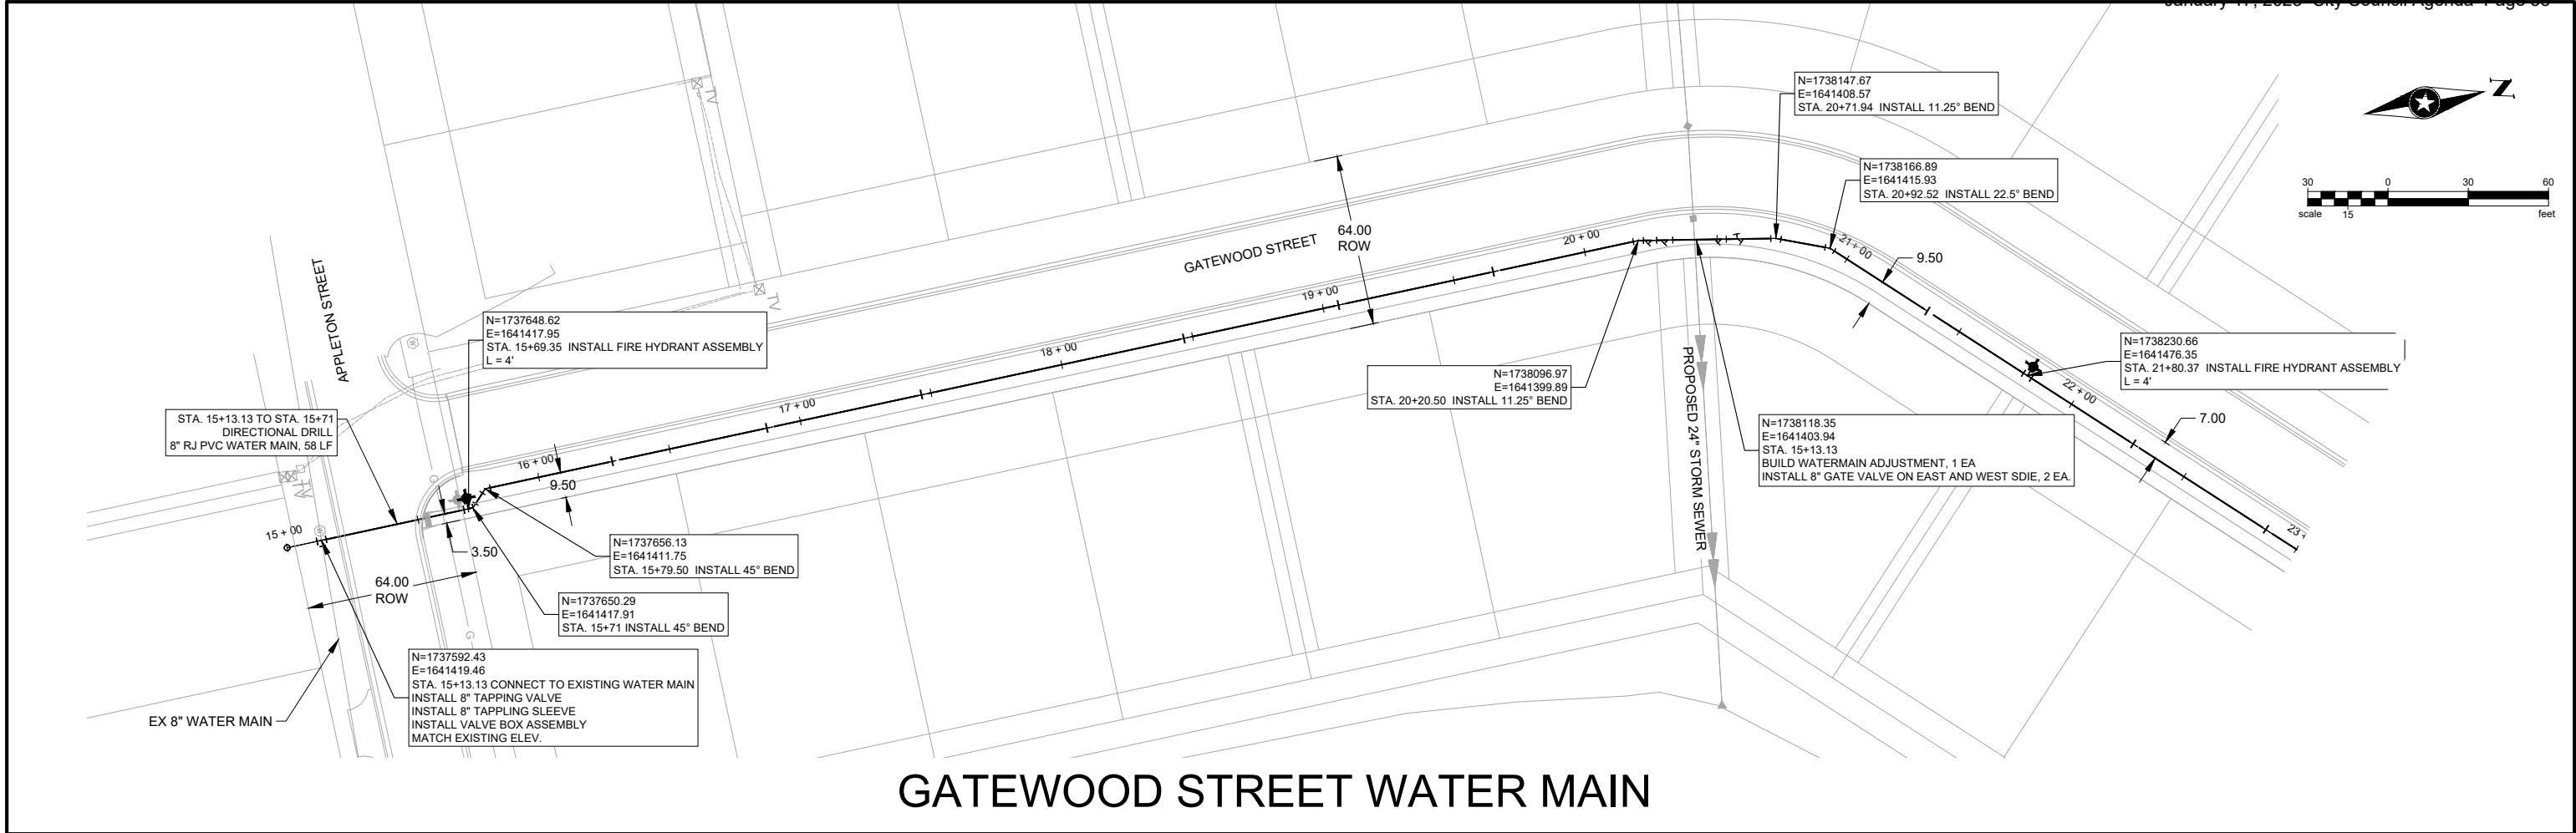 N=1738147.67
E=1641408.57
STA. 20+71.94 INSTALL 11.25° BEND
N
N=1738166.89
E=1641415.93
STA. 20+92.52 INSTALL 22.5° BEND
30 0 30 60
scale 15 feet
TV
TV
APPLETON STREET
GATEWOOD STREET
64.00
ROW
20 + 00
21 + 00
9.50
N=1737648.62
E=1641417.95
STA. 15+69.35 INSTALL FIRE HYDRANT ASSEMBLY
L = 4'
19 + 00
18 + 00
17 + 00
16 + 00
N=1738230.66
E=1641476.35
STA. 21+80.37 INSTALL FIRE HYDRANT ASSEMBLY
L = 4'
22 + 00
7.00
N=1738096.97
E=1641399.89
STA. 20+20.50 INSTALL 11.25° BEND
PROPOSED 24" STORM SEWER
N=1738118.35
E=1641403.94
STA. 15+13.13
BUILD WATERMAIN ADJUSTMENT, 1 EA
INSTALL 8" GATE VALVE ON EAST AND WEST SDIE, 2 EA.
STA. 15+13.13 TO STA. 15+71
DIRECTIONAL DRILL
8" RJ PVC WATER MAIN, 58 LF
W
G
TV
W
9.50
15 + 00
3.50
64.00
ROW
23 +
N=1737656.13
E=1641411.75
STA. 15+79.50 INSTALL 45° BEND
N=1737650.29
E=1641417.91
STA. 15+71 INSTALL 45° BEND
G
N=1737592.43
E=1641419.46
STA. 15+13.13 CONNECT TO EXISTING WATER MAIN
INSTALL 8" TAPPING VALVE
INSTALL 8" TAPPLING SLEEVE
INSTALL VALVE BOX ASSEMBLY
MATCH EXISTING ELEV.
EX 8" WATER MAIN
GATEWOOD STREET WATER MAIN